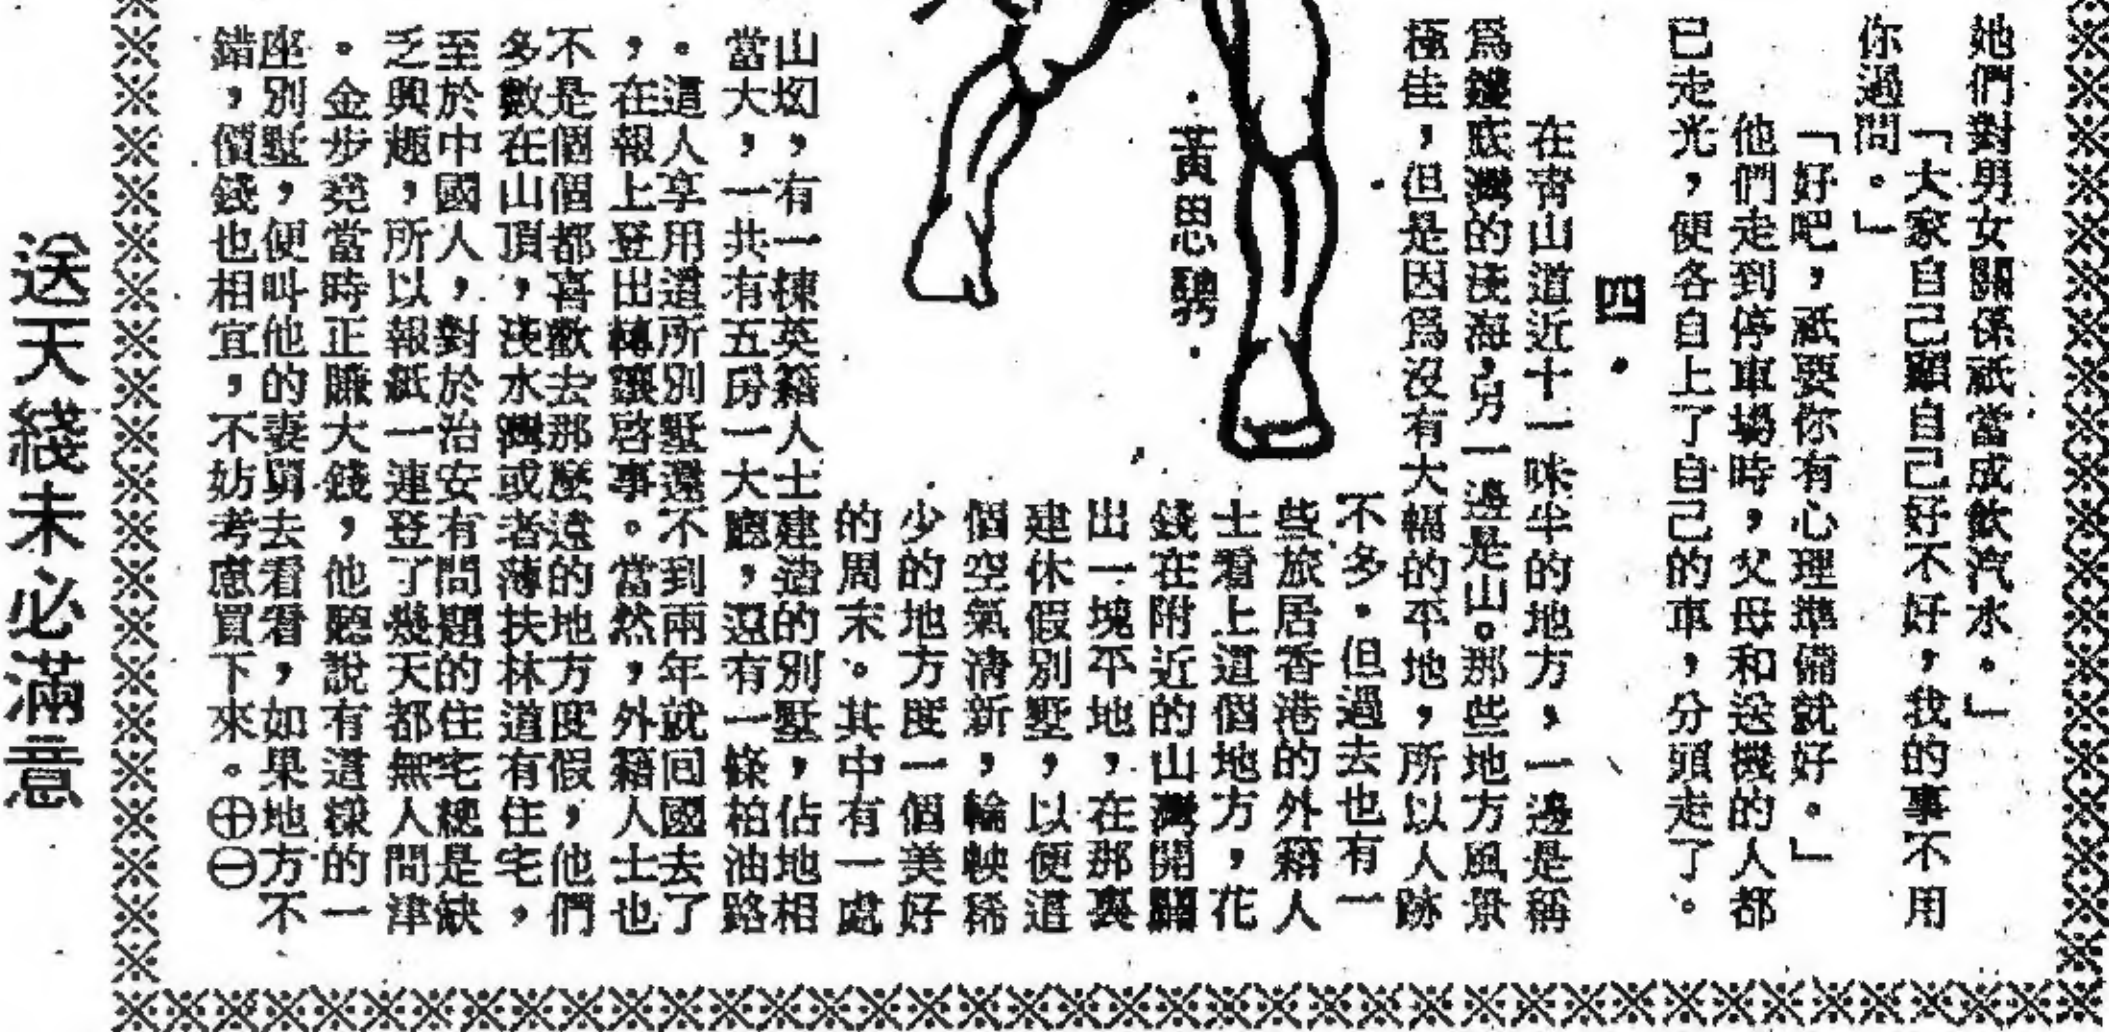 她們對男女關係祇當成飲汽水。」
「大家自己顧自己好不好，我的事不用
你過問。」
「好吧，祇要你有心理準備就好。」
他們走到停車場時，父母和送機的人都
已走光，便各自上了自己的車，分頭走了。
四·
在青山道近十一咪半的地方，一邊是稱
為鑊底灣的淺海，另一邊是山。那些地方風景
極佳，但是因為沒有大幅的平地，所以人跡
不多。但過去也有一
些旅居香港的外籍人
士看上這個地方，花
錢在附近的山灣開闢
出一塊平地，在那裏
建休假別墅，以便這
個空氣清新，輪軚稀
少的地方度一個美好
的周末。其中有一處
·黃思騁·
山㘭，有一棟英籍人士建造的別墅，佔地相
當大，一共有五房一大廳，還有一條柏油路
。這人享用這所別墅還不到兩年就回國去了
，在報上登出轉讓啓事。當然，外籍人士也
不是個個都喜歡去那麼遠的地方度假，他們
多數在山頂，淺水灣或者薄扶林道有住宅。
至於中國人，對於治安有問題的住宅總是缺
乏興趣，所以報紙一連登了幾天都無人問津
。金步堯當時正賺大錢，他聽說有這樣的一
座別墅，便叫他的妻舅去看看，如果地方不
錯，價錢也相宜，不妨考慮買下來。㊉㊀
送天綫未必滿意